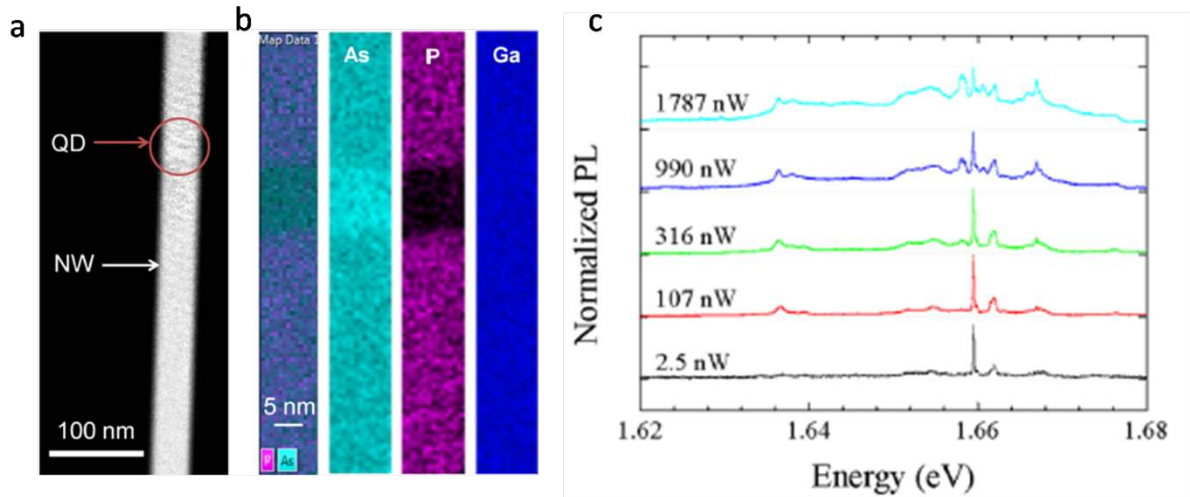 a
QD
NW
100 nm
b
Map Data 1
As
P
Ga
5 nm
P As
c
Normalized PL
1787 nW
990 nW
316 nW
107 nW
2.5 nW
1.62 1.64 1.66 1.68
Energy (eV)